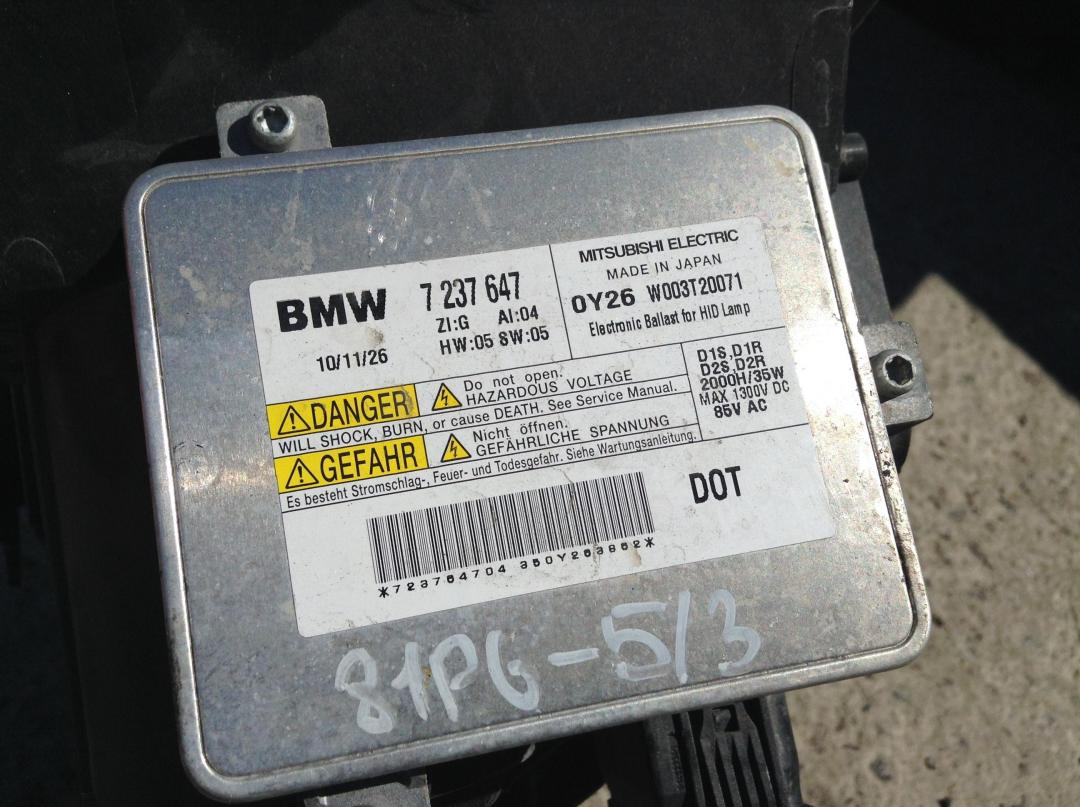 BMW 7 237 647
ZI:G AI:04
10/11/26 HW:05 SW:05
MITSUBISHI ELECTRIC
MADE IN JAPAN
0Y26 W003T20071
Electronic Ballast for HID Lamp
DANGER
Do not open.
HAZARDOUS VOLTAGE
WILL SHOCK, BURN, or cause DEATH. See Service Manual.
GEFAHR
Nicht öffnen.
GEFÄHRLICHE SPANNUNG
Es besteht Stromschlag-, Feuer- und Todesgefahr. Siehe Wartungsanleitung.
D1S,D1R
D2S,D2R
2000H/35W
MAX 1300V DC
85V AC
DOT
*723764704 350Y263862*
81PG-5/3